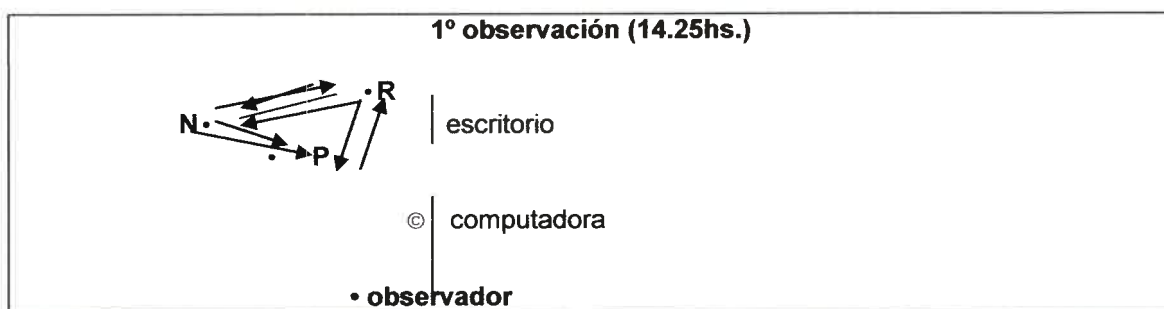 1º observación (14.25hs.)
• R
N •
escritorio
• P
© computadora
• observador